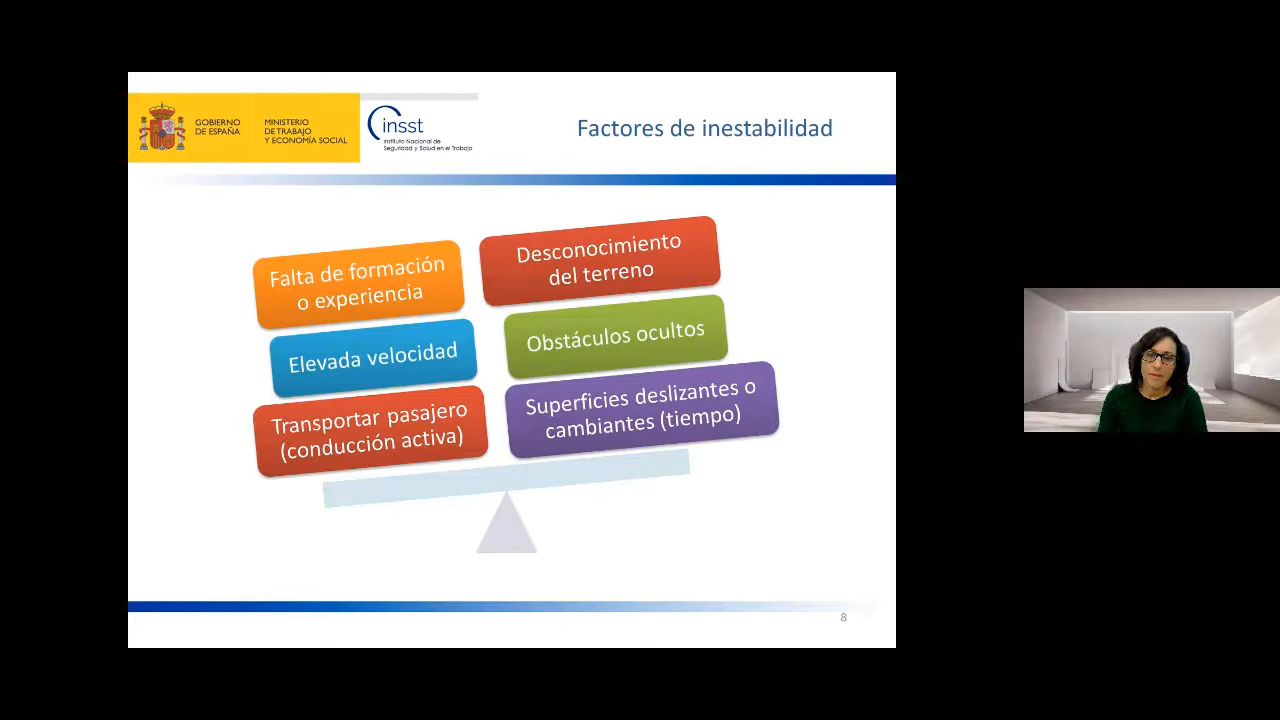 GOBIERNO
DE ESPAÑA
MINISTERIO
DE TRABAJO
Y ECONOMÍA SOCIAL
insst
Instituto Nacional de
Seguridad y Salud en el Trabajo
Factores de inestabilidad
Falta de formación
o experiencia
Desconocimiento
del terreno
Elevada velocidad
Obstáculos ocultos
Transportar pasajero
(conducción activa)
Superficies deslizantes o
cambiantes (tiempo)
8